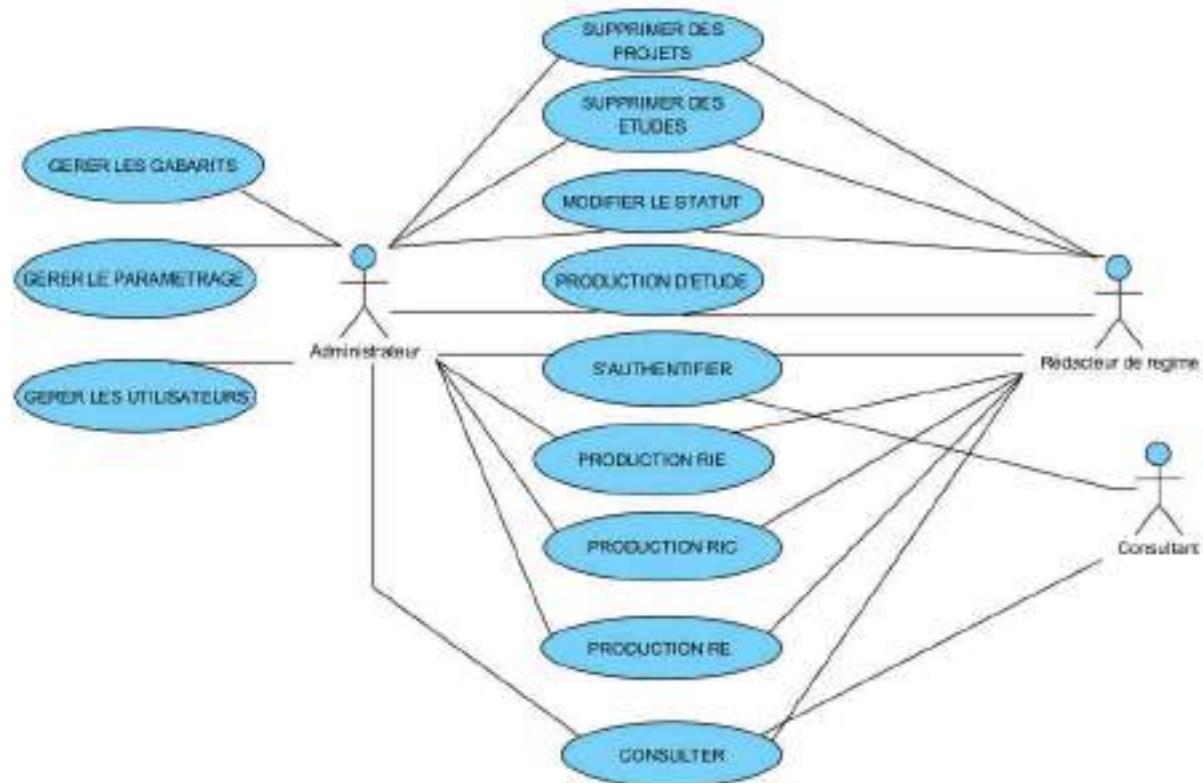 SUPPRIMER DES
PROJETS
SUPPRIMER DES
ETUDES
GERER LES GABARITS
MODIFIER LE STATUT
GERER LE PARAMETRAGE
PRODUCTION D'ETUDE
Administrateur
Rédacteur de regime
S'AUTHENTIFIER
GERER LES UTILISATEURS
PRODUCTION RIE
PRODUCTION RIC
Consultant
PRODUCTION RE
CONSULTER